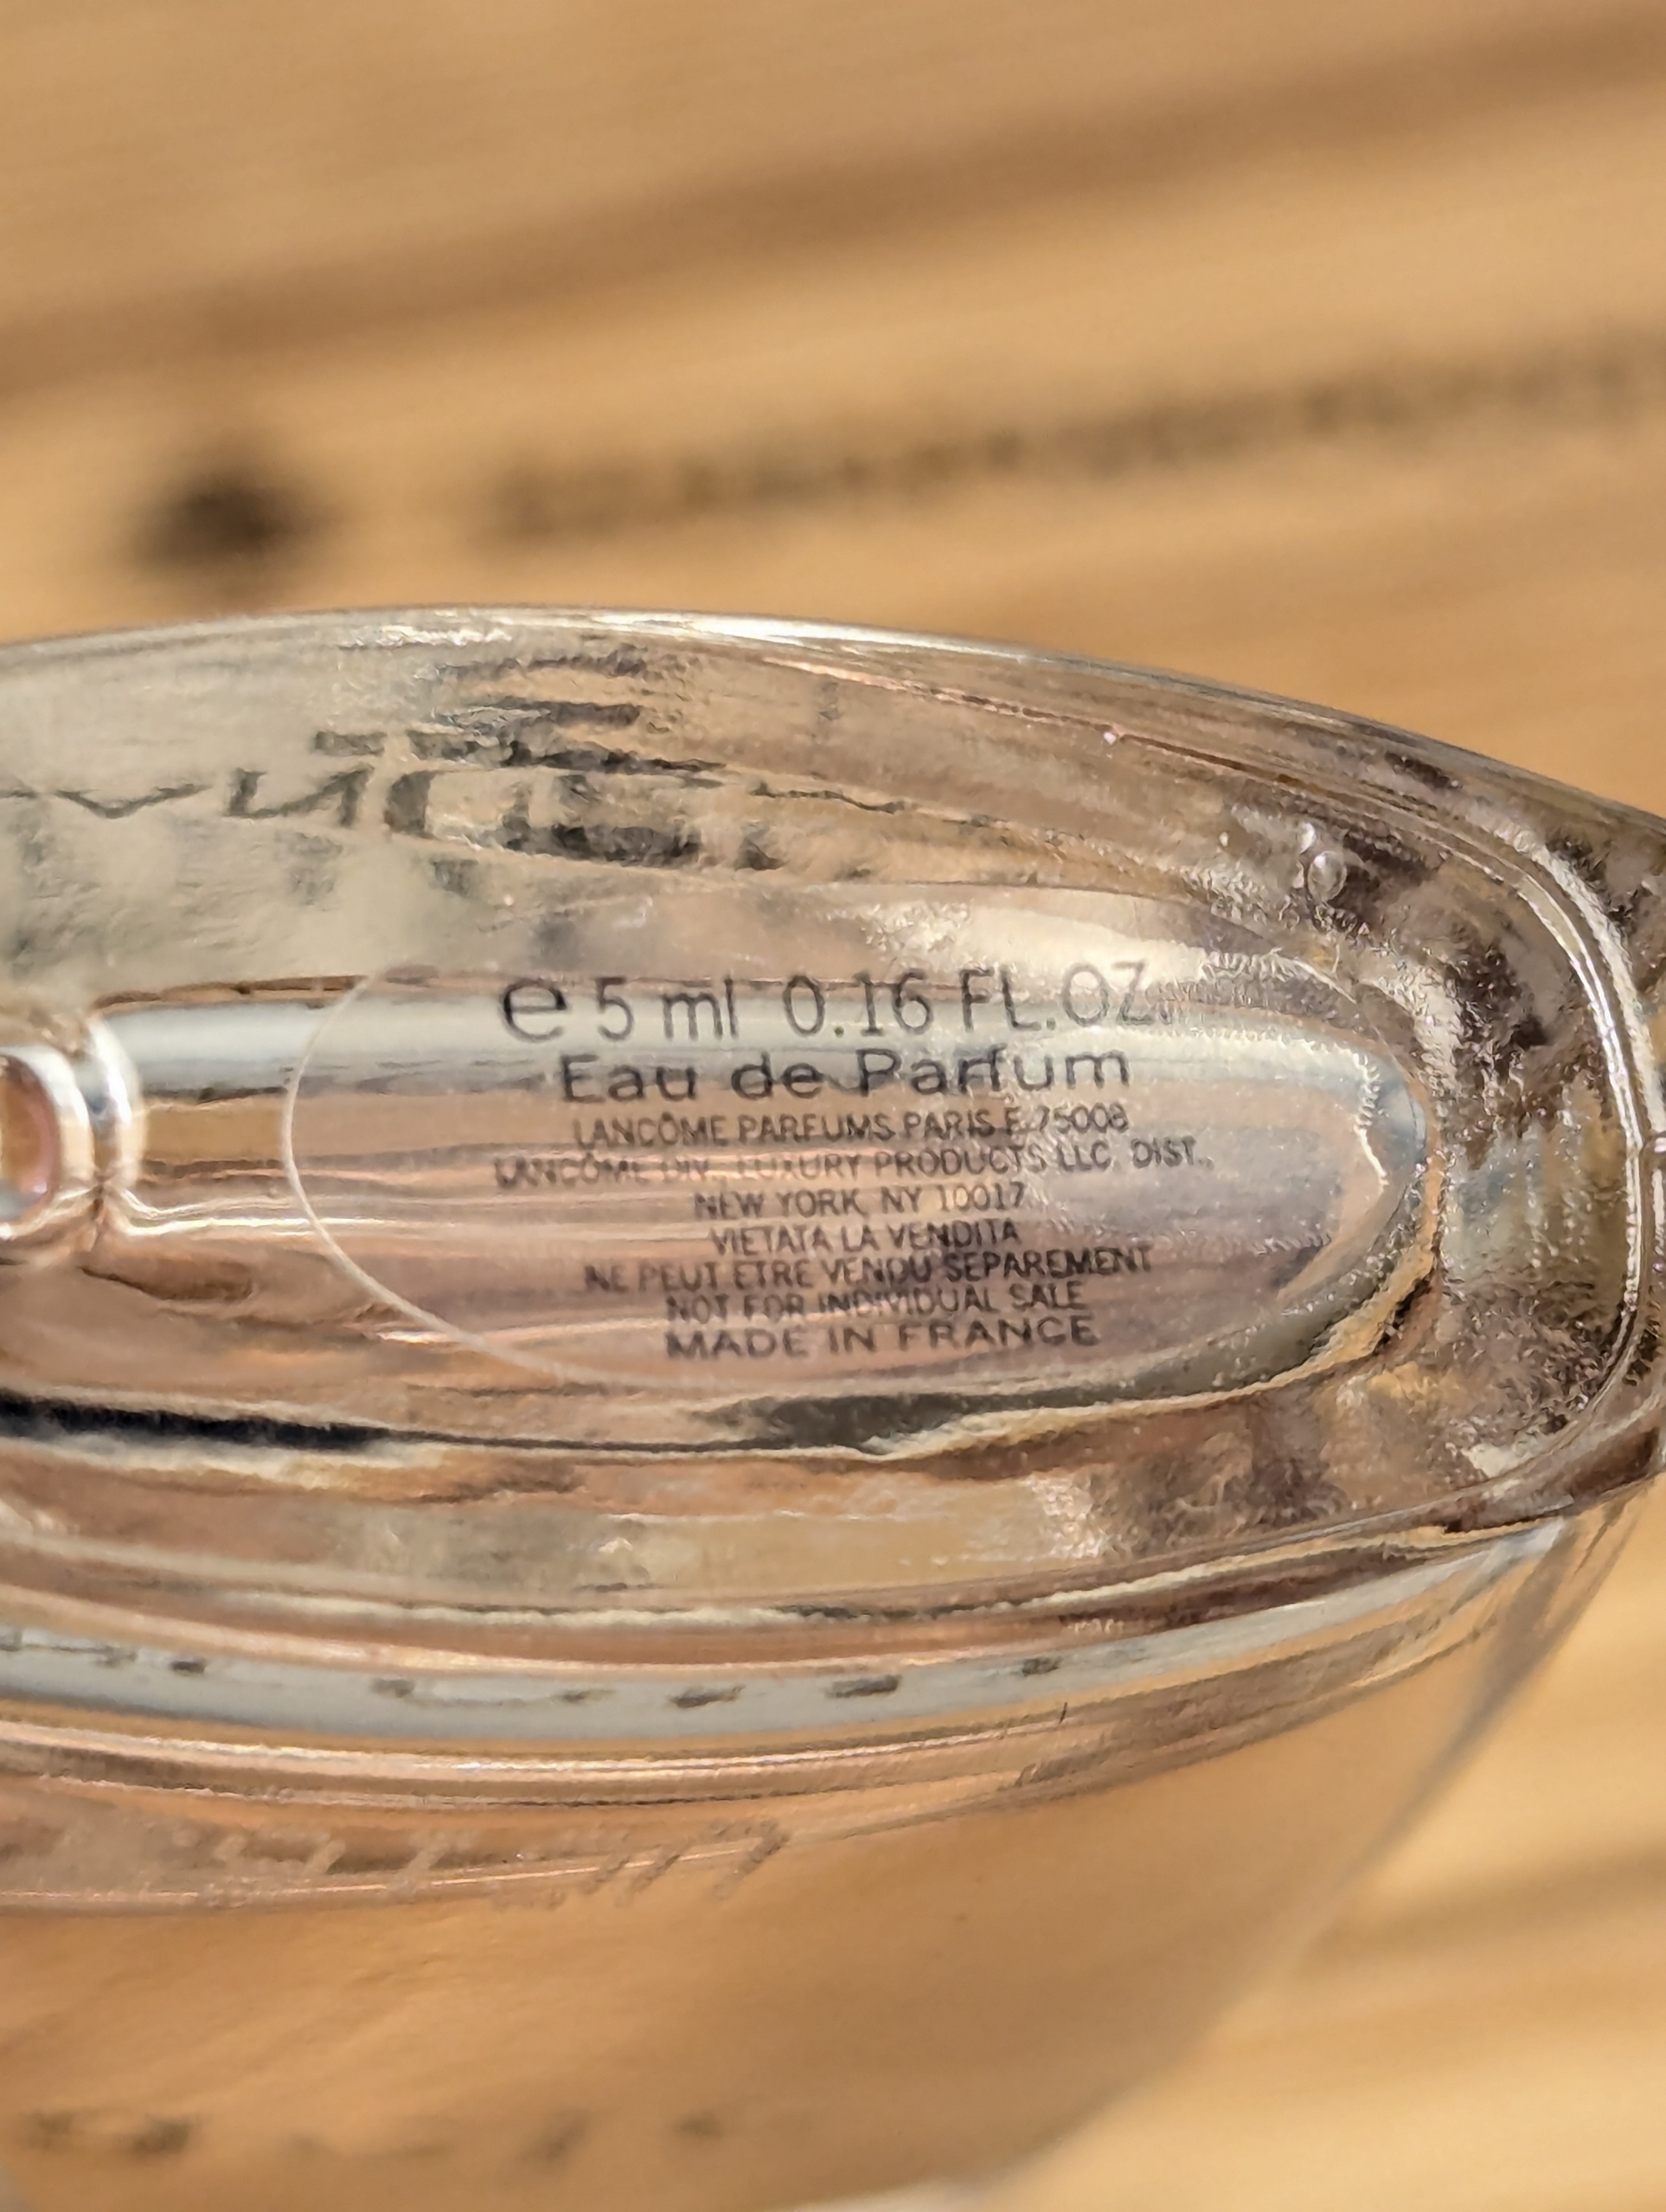 e 5 ml 0.16 FL.OZ.
Eau de Parfum
LANCÔME PARFUMS PARIS F 75008
LANCÔME DIV., LUXURY PRODUCTS LLC, DIST.,
NEW YORK, NY 10017
VIETATA LA VENDITA
NE PEUT ETRE VENDU SEPAREMENT
NOT FOR INDIVIDUAL SALE
MADE IN FRANCE